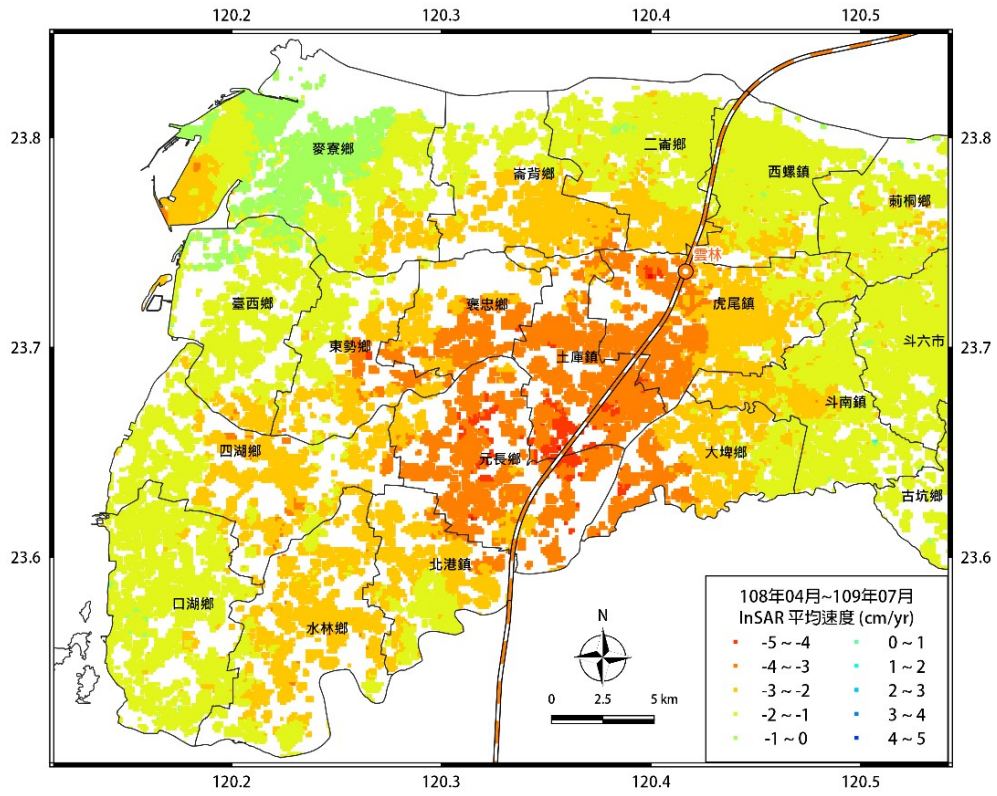 120.2 120.3 120.4 120.5
23.8 23.8
麥寮鄉
二崙鄉
崙背鄉
西螺鎮
莿桐鄉
雲林
臺西鄉
褒忠鄉
虎尾鎮
東勢鄉
土庫鎮
斗六市
23.7 23.7
斗南鎮
四湖鄉
元長鄉
大埤鄉
古坑鄉
23.6 23.6
北港鎮
口湖鄉
水林鄉
N
0 2.5 5 km
108年04月~109年07月
InSAR 平均速度 (cm/yr)
-5 ~ -4 0 ~ 1
-4 ~ -3 1 ~ 2
-3 ~ -2 2 ~ 3
-2 ~ -1 3 ~ 4
-1 ~ 0 4 ~ 5
120.2 120.3 120.4 120.5